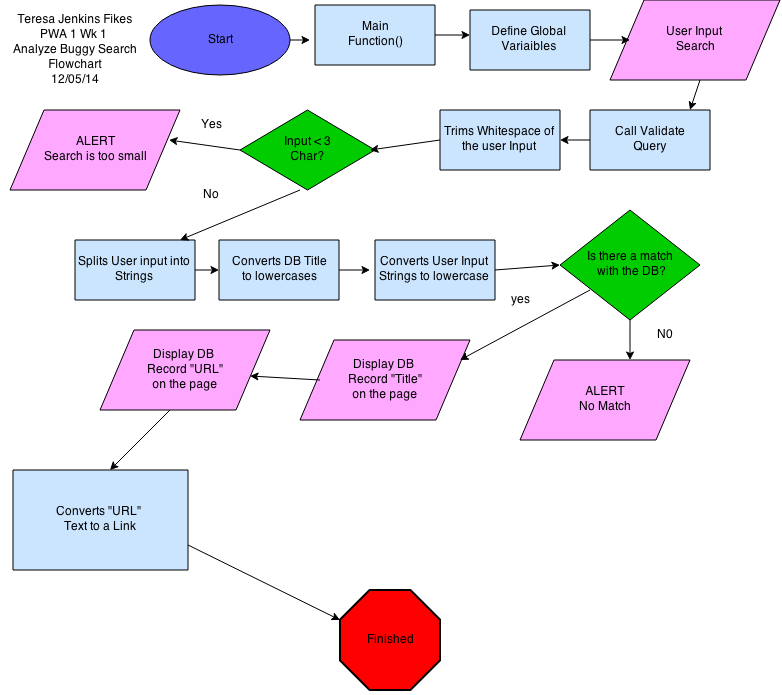 Teresa Jenkins Fikes
PWA 1 Wk 1
Analyze Buggy Search
Flowchart
12/05/14
Start
Main
Function()
Define Global
Variaibles
User Input
Search
ALERT
Search is too small
Yes
Input < 3
Char?
Trims Whitespace of
the user Input
Call Validate
Query
No
Splits User input into
Strings
Converts DB Title
to lowercases
Converts User Input
Strings to lowercase
Is there a match
with the DB?
yes
N0
Display DB
Record "URL"
on the page
Display DB
Record "Title"
on the page
ALERT
No Match
Converts "URL"
Text to a Link
Finished